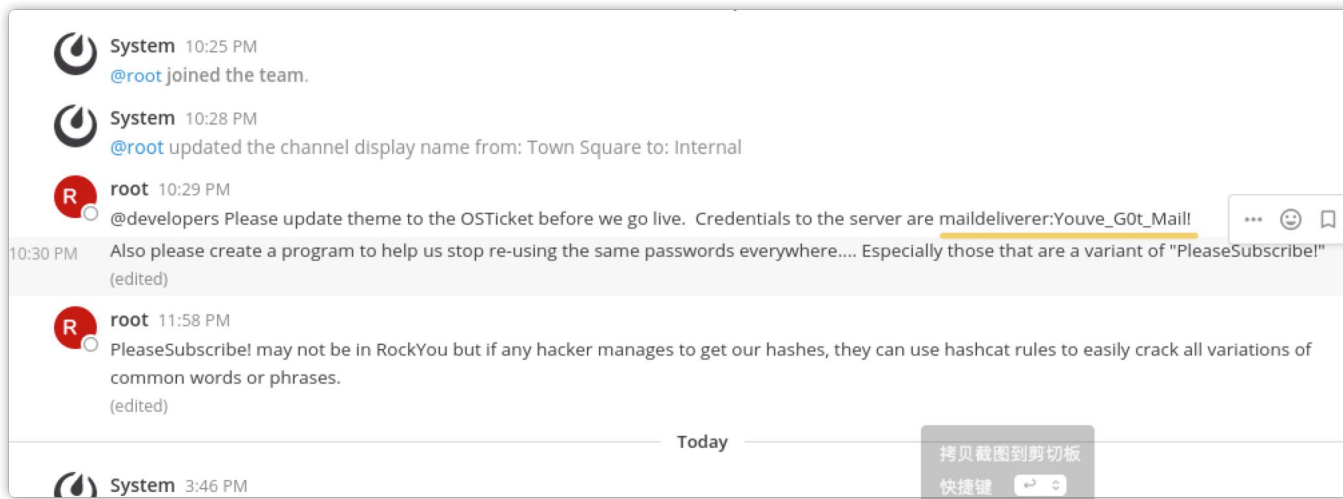 System 10:25 PM
@root joined the team.
System 10:28 PM
@root updated the channel display name from: Town Square to: Internal
R root 10:29 PM
@developers Please update theme to the OSTicket before we go live. Credentials to the server are maildeliverer:Youve_G0t_Mail!
10:30 PM Also please create a program to help us stop re-using the same passwords everywhere.... Especially those that are a variant of "PleaseSubscribe!"
(edited)
R root 11:58 PM
PleaseSubscribe! may not be in RockYou but if any hacker manages to get our hashes, they can use hashcat rules to easily crack all variations of
common words or phrases.
(edited)
Today
拷贝截图到剪切板
System 3:46 PM
快捷键